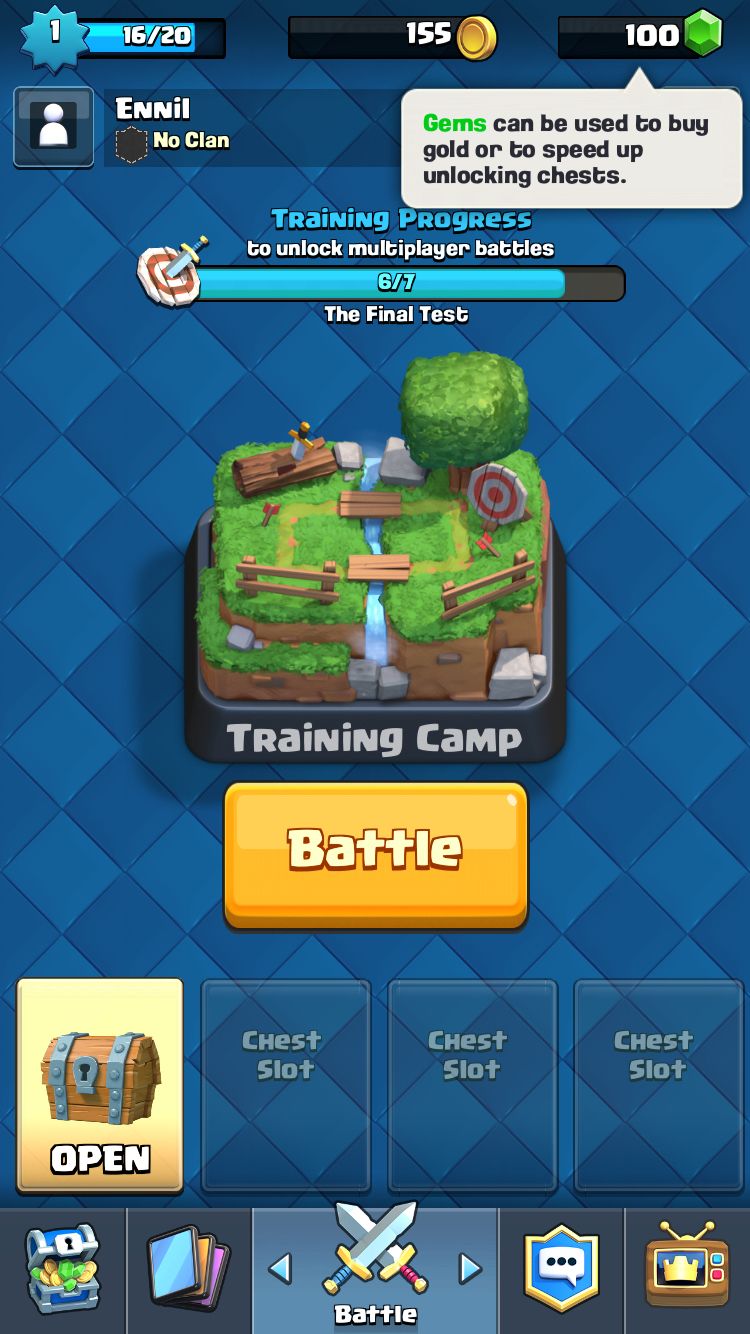 1
16/20
155
100
Ennil
No Clan
Gems can be used to buy
gold or to speed up
unlocking chests.
Training Progress
to unlock multiplayer battles
6/7
The Final Test
Training Camp
Battle
Chest
Slot
Chest
Slot
Chest
Slot
OPEN
Battle